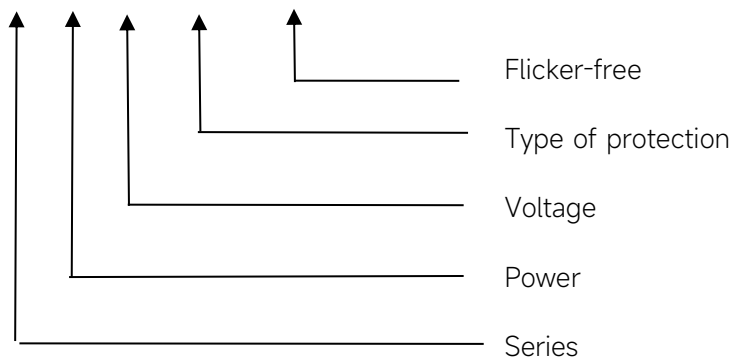 Flicker-free
Type of protection
Voltage
Power
Series